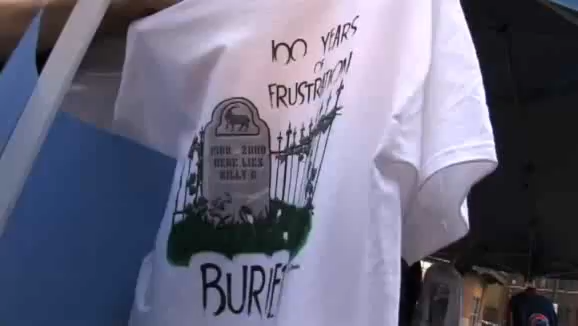 100 YEARS
OF
FRUSTRATION
1908 - 2008
HERE LIES
BILLY G
BURIED